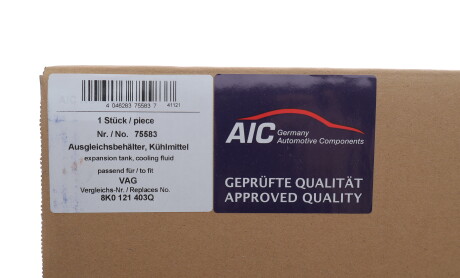 4 046263 75583 7
41121
1 Stück / piece
Nr. / No. 75583
Ausgleichsbehälter, Kühlmittel
expansion tank, cooling fluid
passend für / to fit
VAG
Vergleichs-Nr. / Replaces No.
8K0 121 403Q
AIC Germany
Automotive Components
GEPRÜFTE QUALITÄT
APPROVED QUALITY